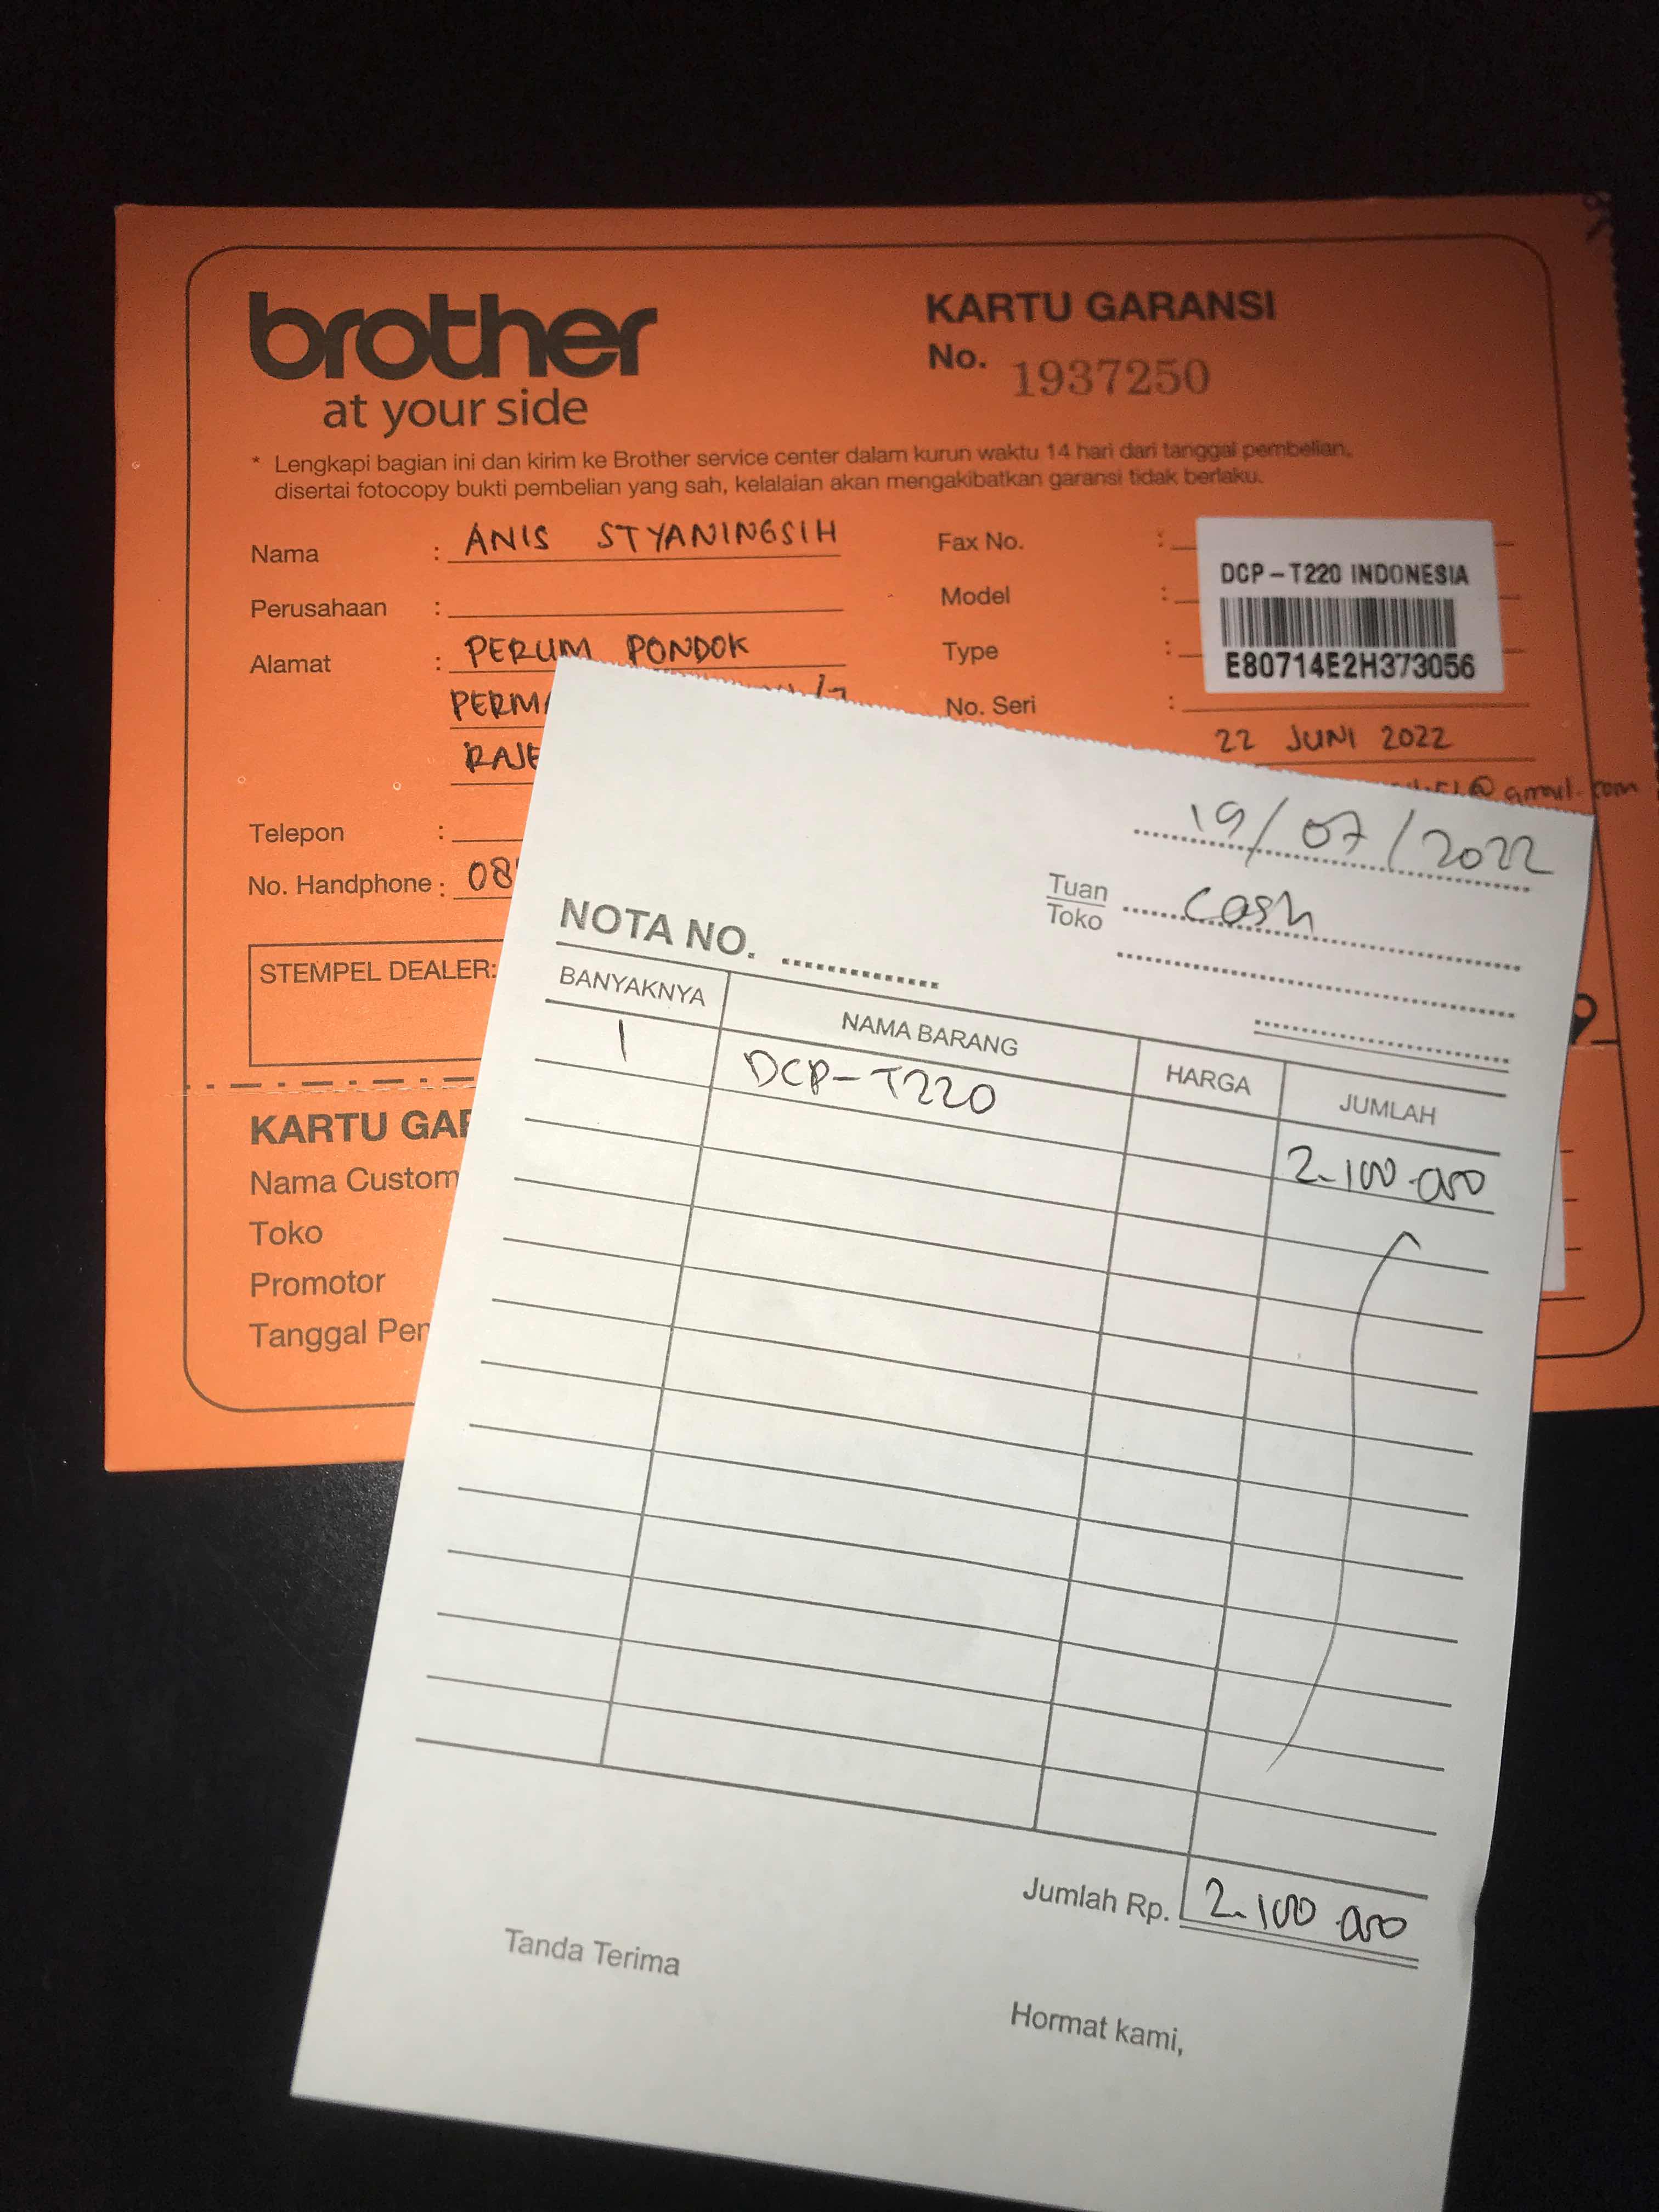 brother
at your side
KARTU GARANSI
No. 1937250
* Lengkapi bagian ini dan kirim ke Brother service center dalam kurun waktu 14 hari dari tanggal pembelian,
disertai fotocopy bukti pembelian yang sah, kelalaian akan mengakibatkan garansi tidak berlaku.
Nama : ANIS STYANINGSIH
Perusahaan :
Alamat : PERUM PONDOK
Telepon :
No. Handphone : 08
Fax No. :
Model :
Type :
No. Seri :
DCP-T220 INDONESIA
E80714E2H373056
22 JUNI 2022
@gmail.com
STEMPEL DEALER:
KARTU
Nama
Toko
Promotor
Tanggal
19/07/2022
Tuan
Toko
Cash
NOTA NO.
BANYAKNYA NAMA BARANG HARGA JUMLAH
1 DCP-T220 2.100.000
Jumlah Rp. 2.100.000
Tanda Terima
Hormat kami,